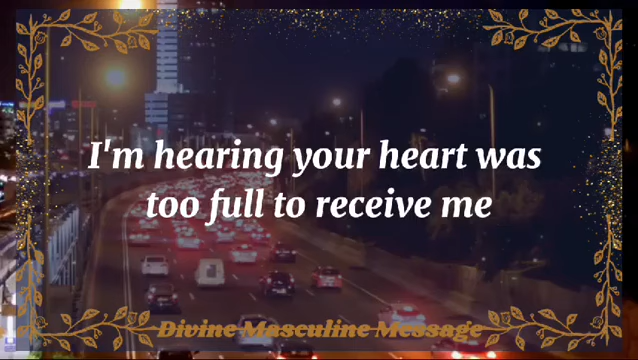 I'm hearing your heart was
too full to receive me
Divine Masculine Message